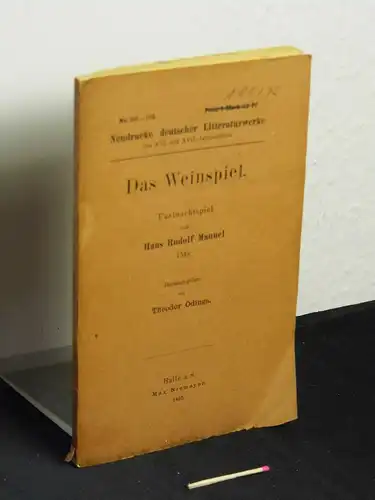 Neudrucke deutscher Litteraturwerke
des XVI. und XVII. Jahrhunderts
Das Weinspiel.
Fastnachtspiel
von
Hans Rudolf Manuel
Herausgegeben
von
Theodor Odinga.
Halle a. S.
Max Niemeyer